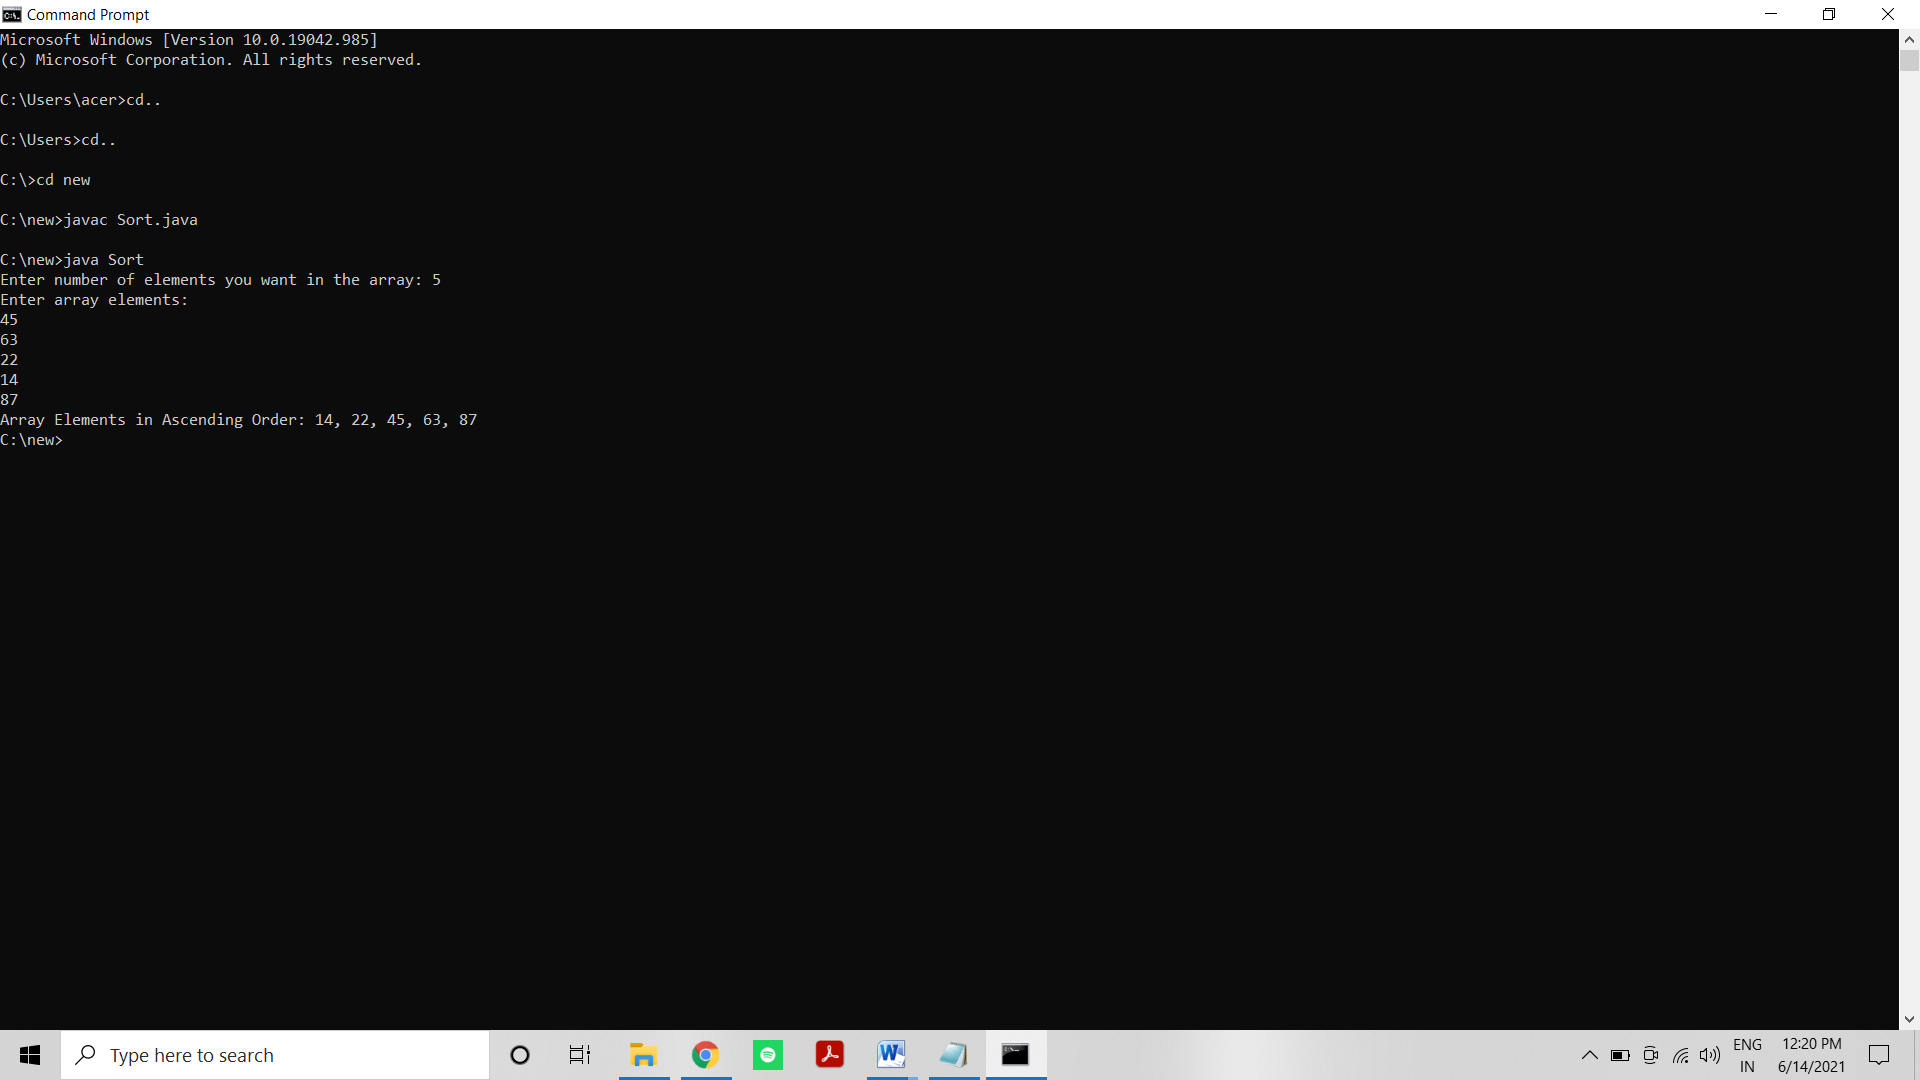 Command Prompt
Microsoft Windows [Version 10.0.19042.985]
(c) Microsoft Corporation. All rights reserved.
C:\Users\acer>cd..
C:\Users>cd..
C:\>cd new
C:\new>javac Sort.java
C:\new>java Sort
Enter number of elements you want in the array: 5
Enter array elements:
45
63
22
14
87
Array Elements in Ascending Order: 14, 22, 45, 63, 87
C:\new>
Type here to search
ENG
IN
12:20 PM
6/14/2021